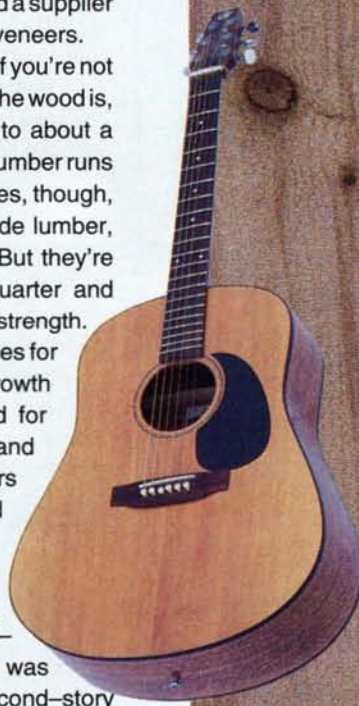 d a supplier
veneers.
f you're not
he wood is,
to about a
umber runs
es, though,
de lumber,
But they're
uarter and
strength.
es for
rowth
d for
and
rs
d
–
was
cond–story